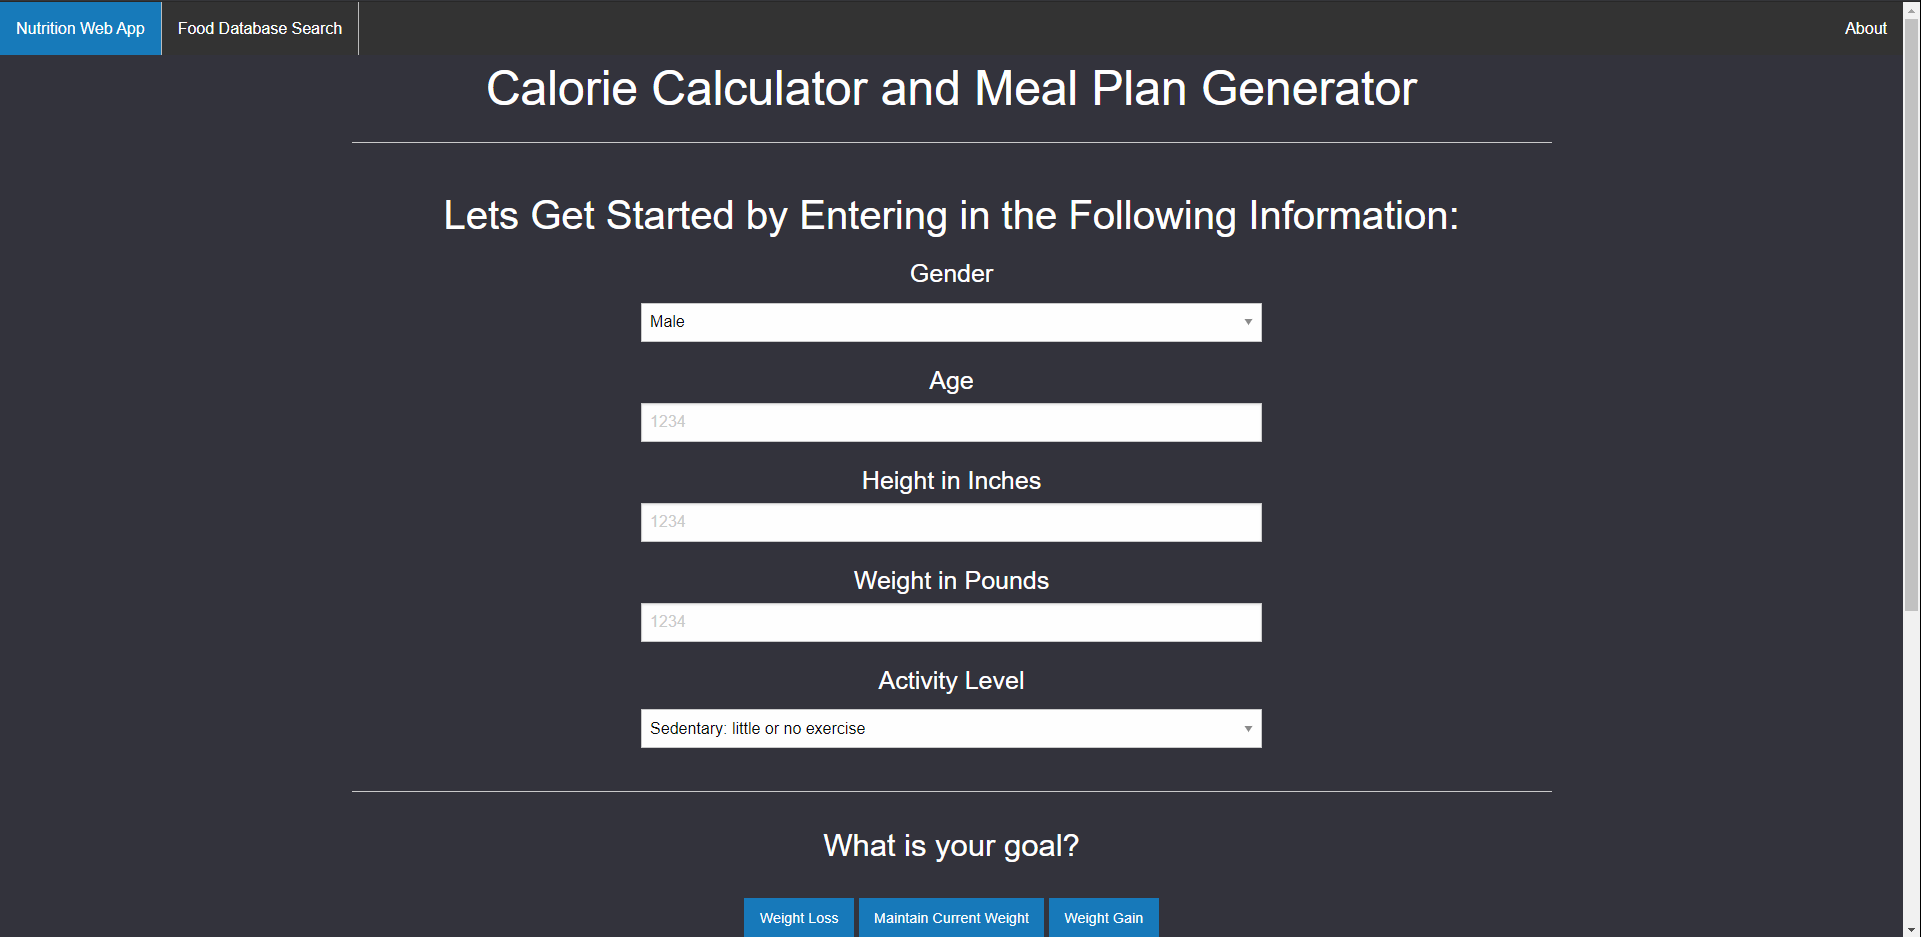 Nutrition Web App
Food Database Search
About
Calorie Calculator and Meal Plan Generator
Lets Get Started by Entering in the Following Information:
Gender
Male
Age
1234
Height in Inches
1234
Weight in Pounds
1234
Activity Level
Sedentary: little or no exercise
What is your goal?
Weight Loss
Maintain Current Weight
Weight Gain